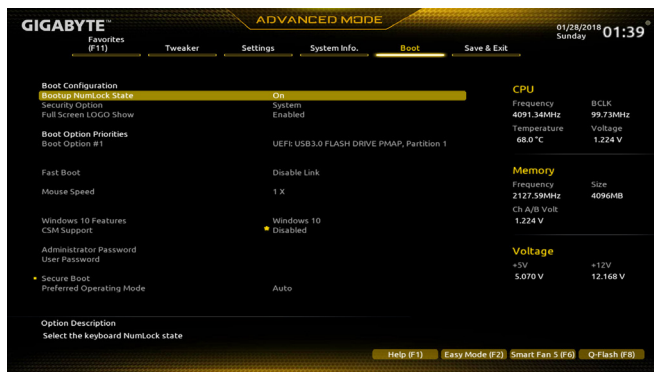 GIGABYTE™
ADVANCED MODE
01/28/2018 Sunday 01:39
Favorites (F11) Tweaker Settings System Info. Boot Save & Exit
Boot Configuration
Bootup NumLock State On
Security Option System
Full Screen LOGO Show Enabled
Boot Option Priorities
Boot Option #1 UEFI: USB3.0 FLASH DRIVE PMAP, Partition 1
Fast Boot Disable Link
Mouse Speed 1 X
Windows 10 Features Windows 10
CSM Support Disabled
Administrator Password
User Password
Secure Boot
Preferred Operating Mode Auto
CPU
Frequency BCLK
4091.34MHz 99.73MHz
Temperature Voltage
68.0 °C 1.224 V
Memory
Frequency Size
2127.59MHz 4096MB
Ch A/B Volt
1.224 V
Voltage
+5V +12V
5.070 V 12.168 V
Option Description
Select the keyboard NumLock state
Help (F1) Easy Mode (F2) Smart Fan 5 (F6) Q-Flash (F8)